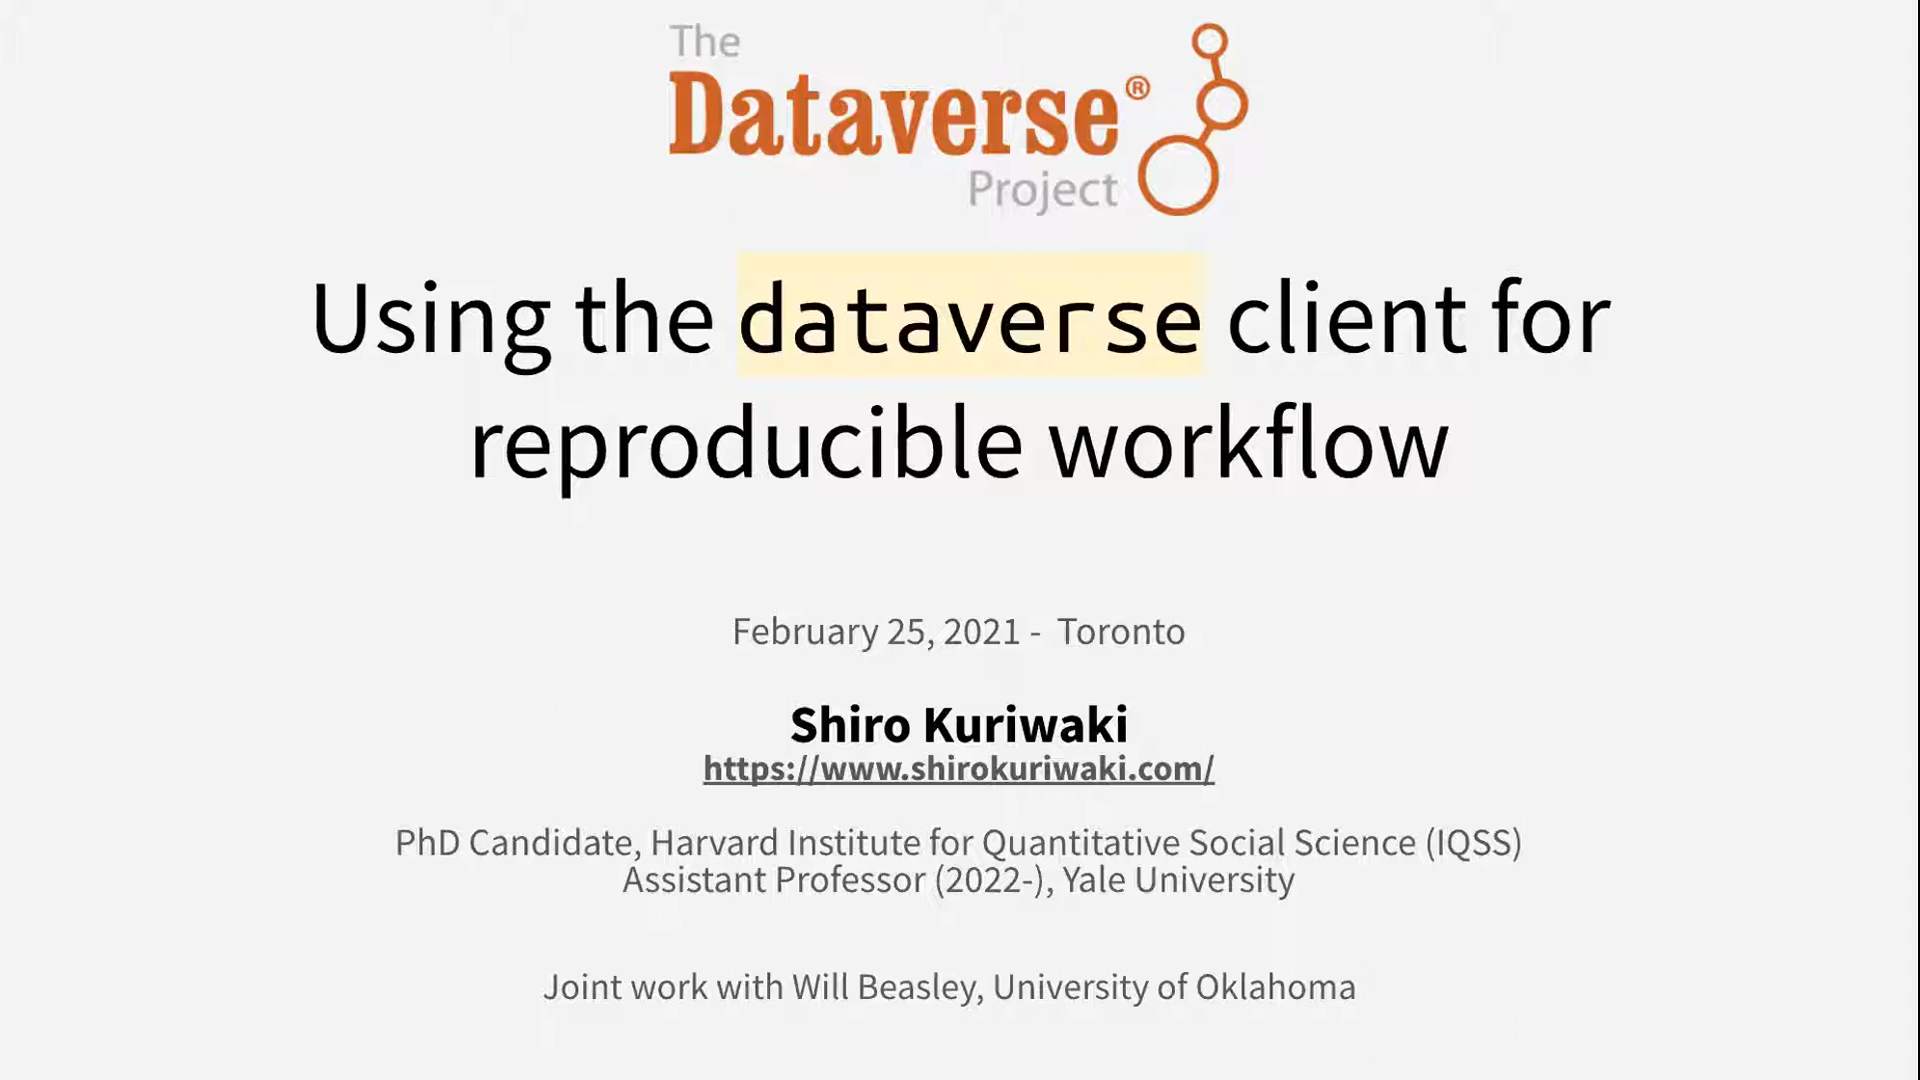 The
Dataverse®
Project
Using the dataverse client for
reproducible workflow
February 25, 2021 - Toronto
Shiro Kuriwaki
https://www.shirokuriwaki.com/
PhD Candidate, Harvard Institute for Quantitative Social Science (IQSS)
Assistant Professor (2022-), Yale University
Joint work with Will Beasley, University of Oklahoma